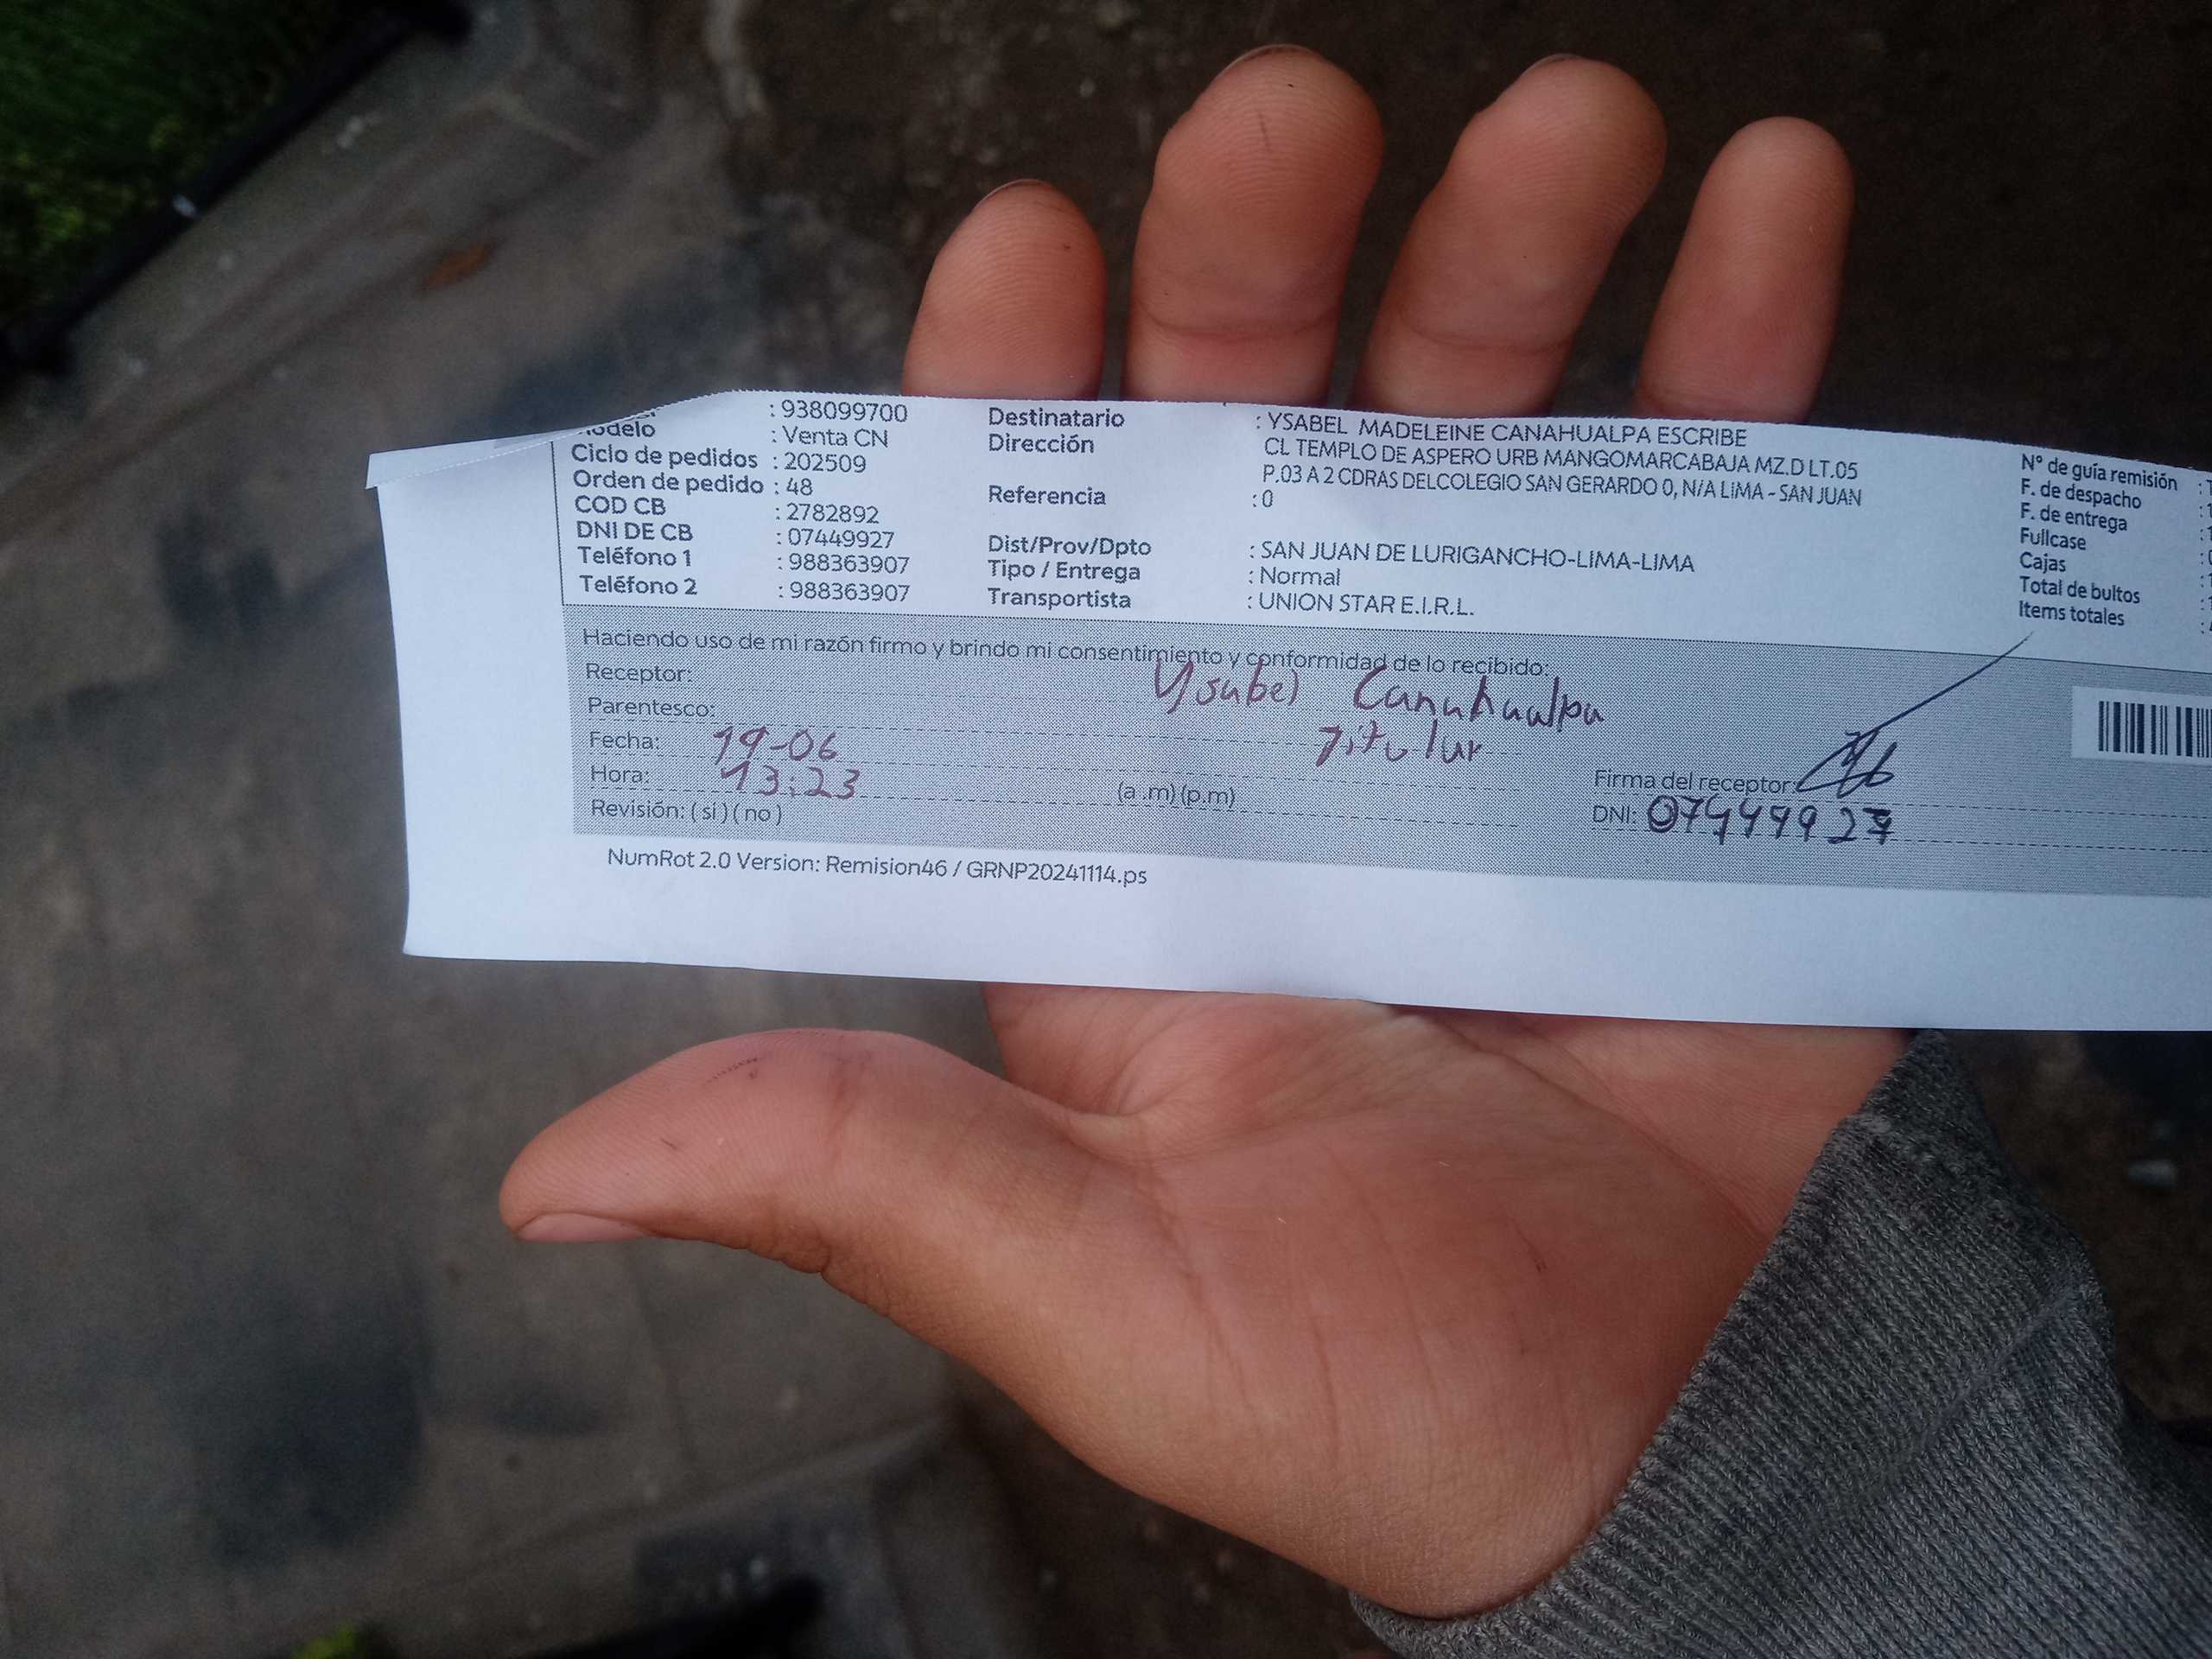 : 938099700
Modelo : Venta CN
Ciclo de pedidos : 202509
Orden de pedido : 48
COD CB : 2782892
DNI DE CB : 07449927
Teléfono 1 : 988363907
Teléfono 2 : 988363907
Destinatario : YSABEL MADELEINE CANAHUALPA ESCRIBE
Dirección : CL TEMPLO DE ASPERO URB MANGOMARCABAJA MZ.D LT.05
P.03 A 2 CDRAS DELCOLEGIO SAN GERARDO 0, N/A LIMA - SAN JUAN
Referencia : 0
Dist/Prov/Dpto : SAN JUAN DE LURIGANCHO-LIMA-LIMA
Tipo / Entrega : Normal
Transportista : UNION STAR E.I.R.L.
N° de guía remisión :
F. de despacho : 1
F. de entrega : 1
Fullcase :
Cajas : 1
Total de bultos : 1
Items totales :
Haciendo uso de mi razón firmo y brindo mi consentimiento y conformidad de lo recibido:
Receptor: Ysabel Canahualpa
Parentesco: Titular
Fecha: 19-06
Hora: 13:23 (a .m) (p.m)
Revisión: ( si ) ( no )
Firma del receptor:
DNI: 07449927
NumRot 2.0 Version: Remision46 / GRNP20241114.ps